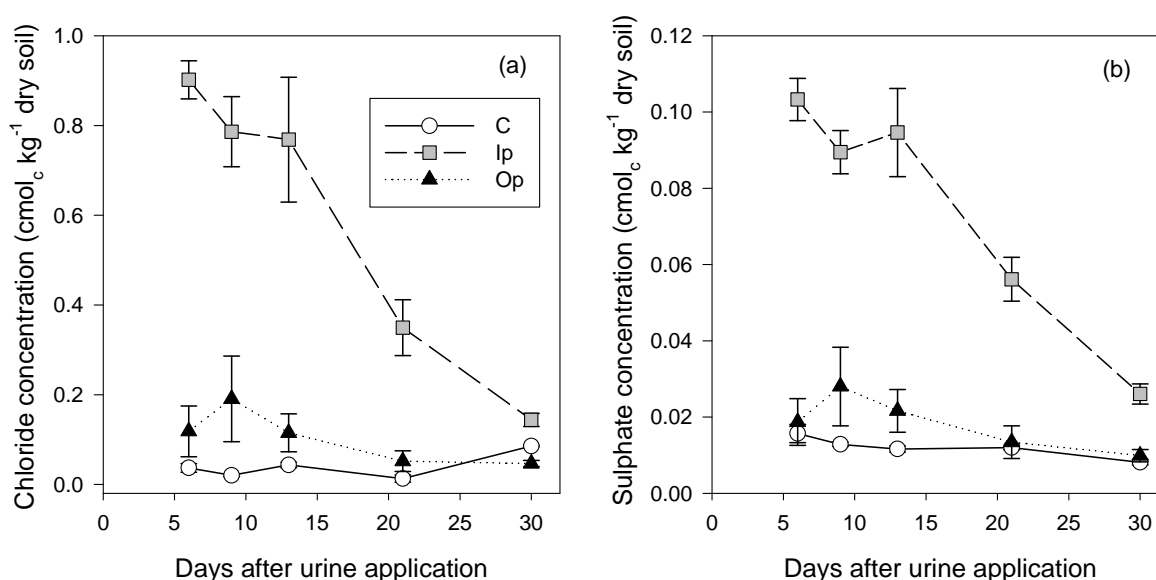 Chloride concentration (cmol_c kg⁻¹ dry soil)
1.0
0.8
0.6
0.4
0.2
0.0
(a)
C
Ip
Op
0 5 10 15 20 25 30
Days after urine application
Sulphate concentration (cmol_c kg⁻¹ dry soil)
0.12
0.10
0.08
0.06
0.04
0.02
0.00
(b)
0 5 10 15 20 25 30
Days after urine application